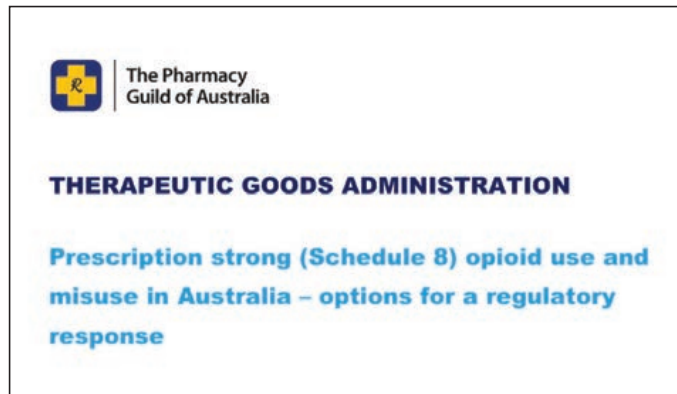 The Pharmacy
Guild of Australia
THERAPEUTIC GOODS ADMINISTRATION
Prescription strong (Schedule 8) opioid use and
misuse in Australia – options for a regulatory
response